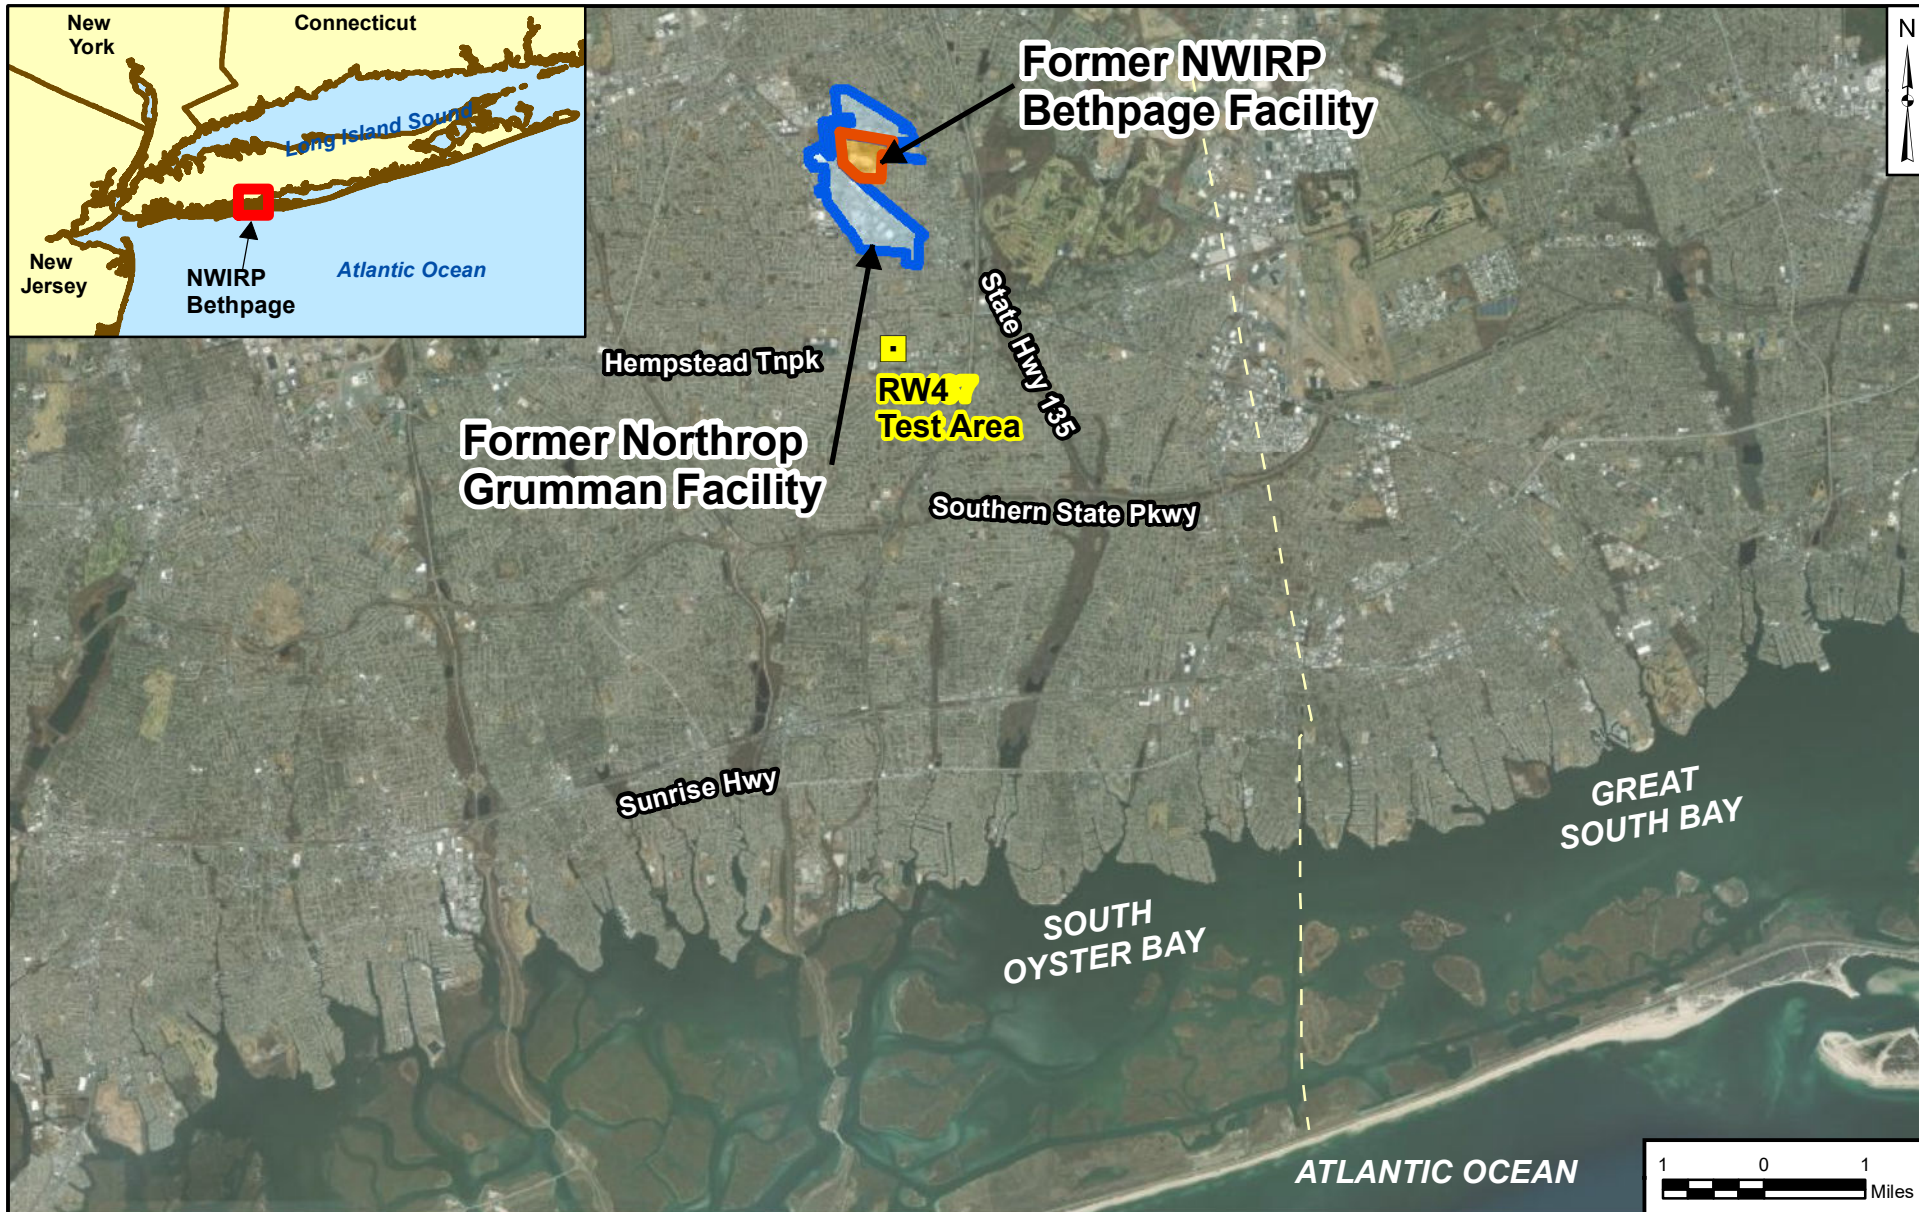 New
York
Connecticut
Long Island Sound
New
Jersey
NWIRP
Bethpage
Atlantic Ocean
N
Former NWIRP
Bethpage Facility
State Hwy 135
Hempstead Tnpk
RW4
Test Area
Former Northrop
Grumman Facility
Southern State Pkwy
Sunrise Hwy
GREAT
SOUTH BAY
SOUTH
OYSTER BAY
ATLANTIC OCEAN
1 0 1
Miles